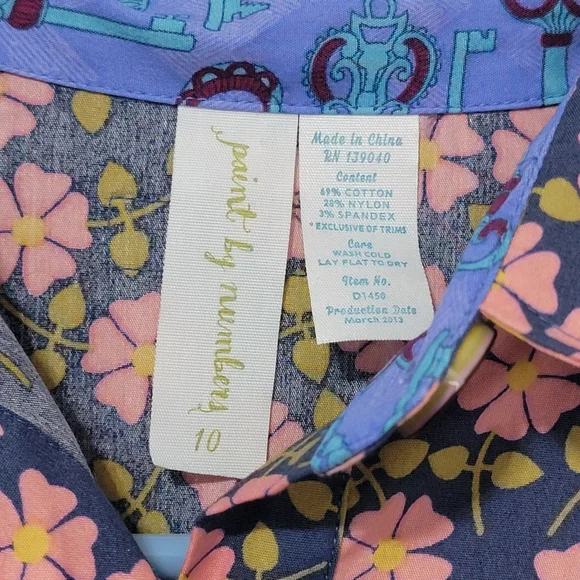 paint by numbers
10
Made in China
RN 139040
Content
69% COTTON
28% NYLON
3% SPANDEX
*EXCLUSIVE OF TRIMS
Care
WASH COLD
LAY FLAT TO DRY
Item No.
D1450
Production Date
March 2013